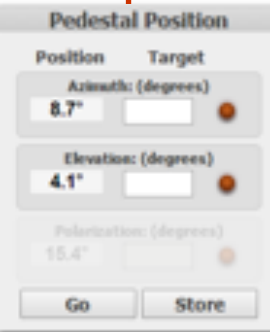 Pedestal Position
Position Target
Azimuth: (degrees)
8.7°
Elevation: (degrees)
4.1°
Polarization: (degrees)
15.4°
Go Store